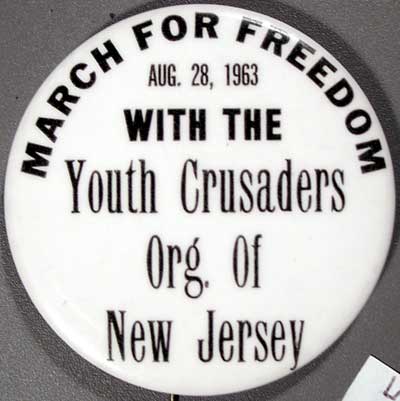 MARCH FOR FREEDOM
AUG. 28, 1963
WITH THE
Youth Crusaders
Org. Of
New Jersey